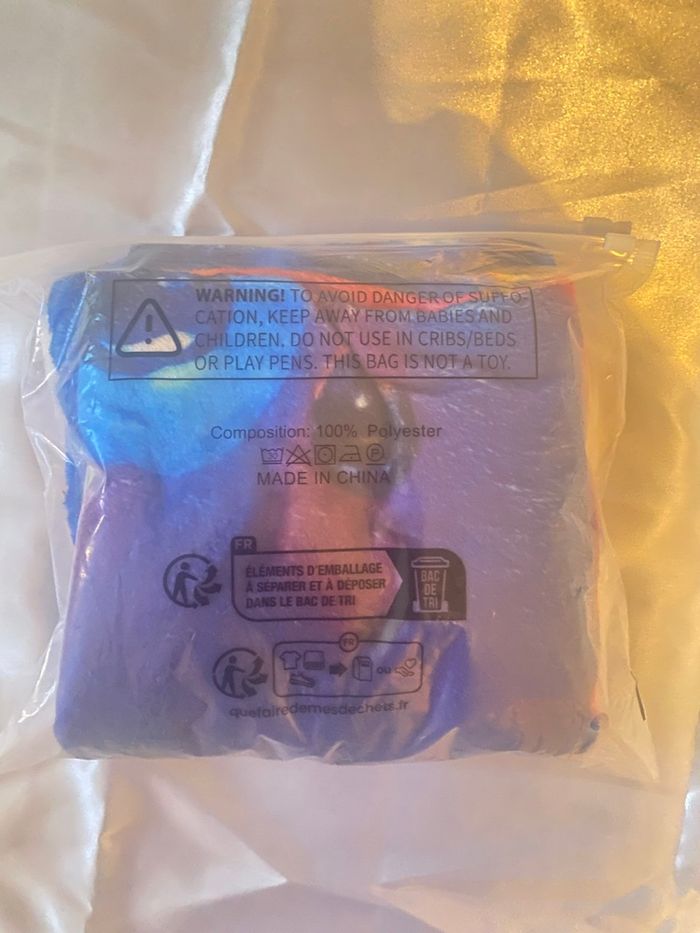 WARNING! TO AVOID DANGER OF SUFFO-
CATION, KEEP AWAY FROM BABIES AND
CHILDREN. DO NOT USE IN CRIBS/BEDS
OR PLAY PENS. THIS BAG IS NOT A TOY.
Composition: 100% Polyester
MADE IN CHINA
FR
ÉLÉMENTS D'EMBALLAGE
À SÉPARER ET À DÉPOSER
DANS LE BAC DE TRI
BAC
DE
TRI
FR
ou
quefairedemesdechets.fr